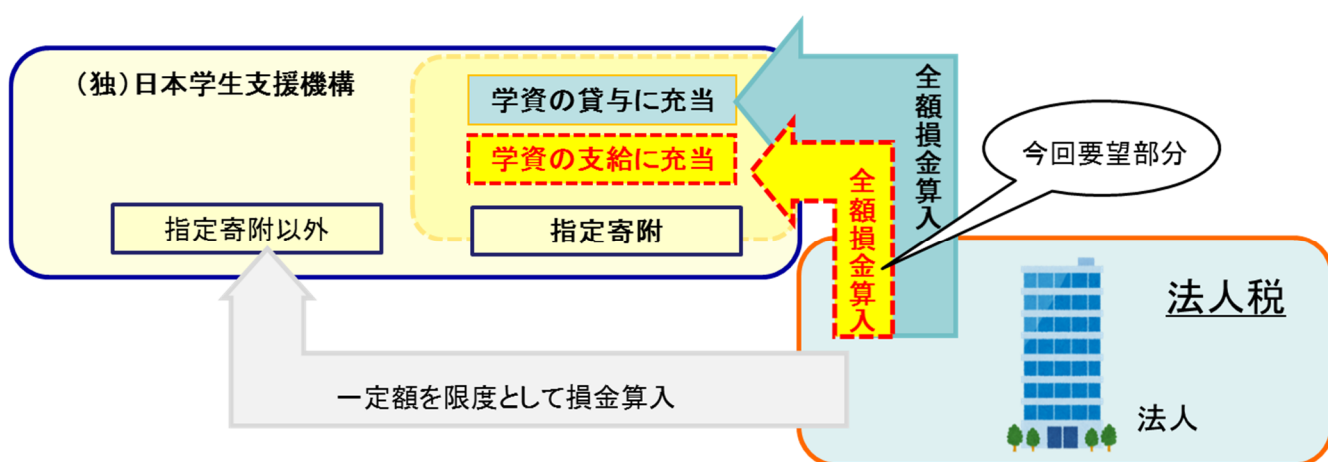 （独）日本学生支援機構
学資の貸与に充当
学資の支給に充当
指定寄附以外
指定寄附
全額損金算入
全額損金算入
今回要望部分
法人税
法人
一定額を限度として損金算入